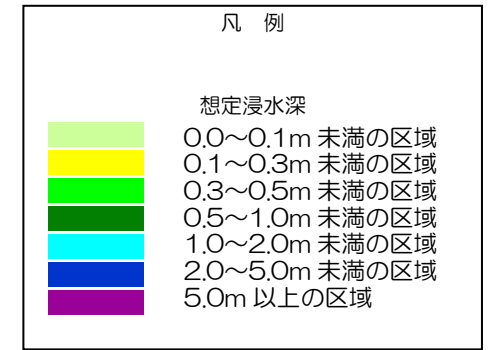 凡 例
想定浸水深
0.0～0.1m 未満の区域
0.1～0.3m 未満の区域
0.3～0.5m 未満の区域
0.5～1.0m 未満の区域
1.0～2.0m 未満の区域
2.0～5.0m 未満の区域
5.0m 以上の区域